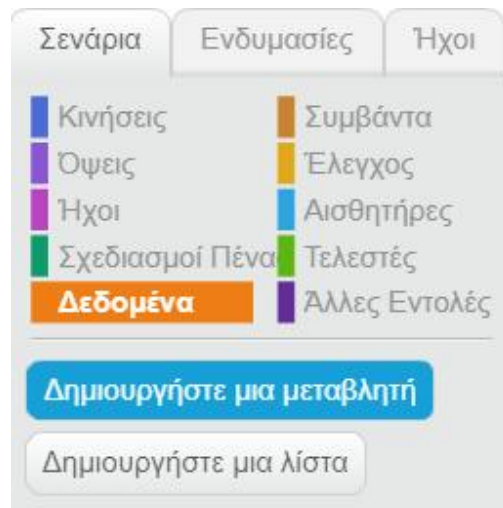 Σενάρια Ενδυμασίες Ήχοι
Κινήσεις Συμβάντα
Όψεις Έλεγχος
Ήχοι Αισθητήρες
Σχεδιασμοί Πένα Τελεστές
Δεδομένα Άλλες Εντολές
Δημιουργήστε μια μεταβλητή
Δημιουργήστε μια λίστα